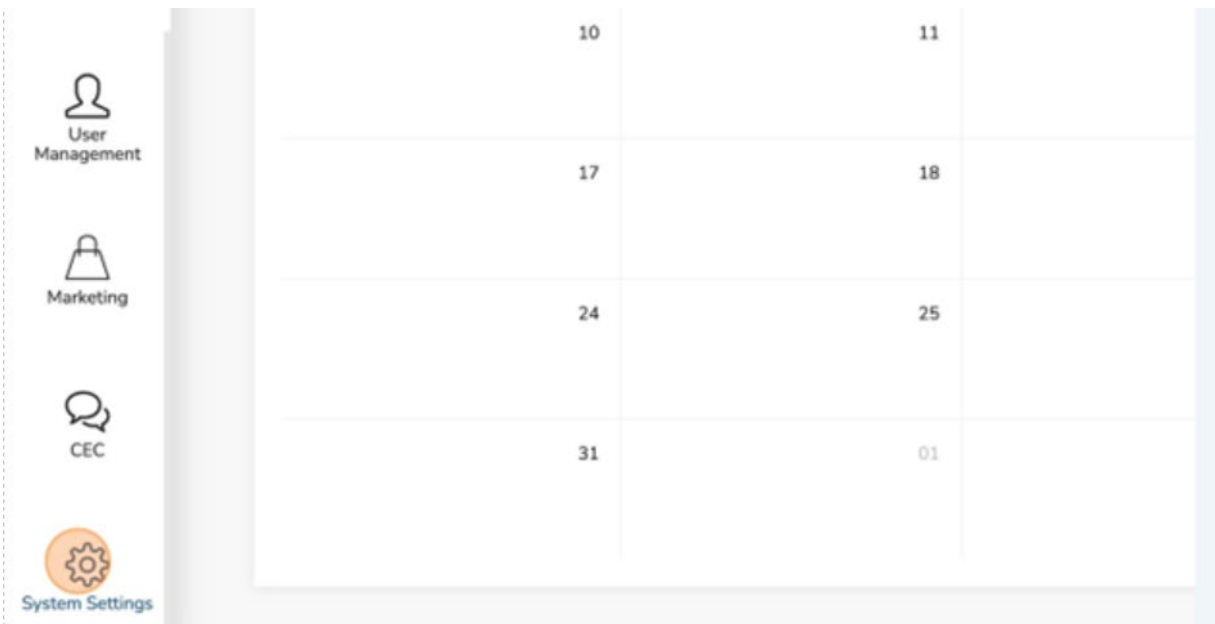 User
Management
Marketing
CEC
System Settings
10 11
17 18
24 25
31 01